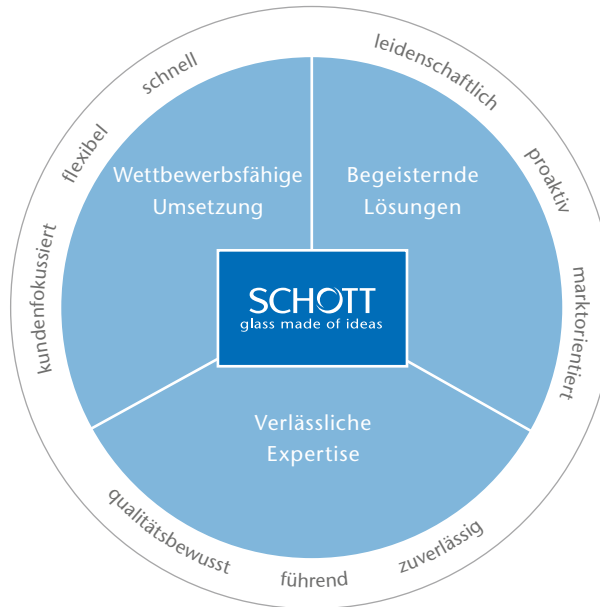 schnell
flexibel
kundenfokussiert
Wettbewerbsfähige
Umsetzung
leidenschaftlich
proaktiv
marktorientiert
Begeisternde
Lösungen
SCHOTT
glass made of ideas
Verlässliche
Expertise
qualitätsbewusst
führend
zuverlässig